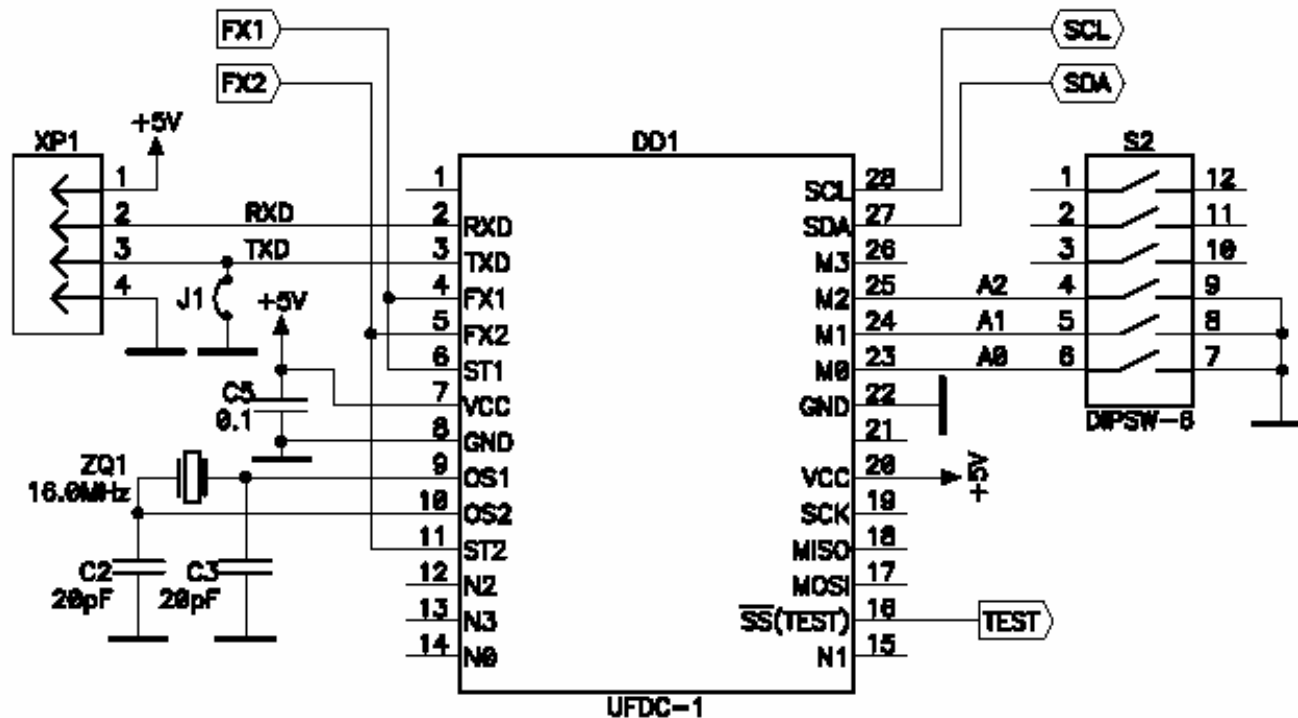 FX1
FX2
SCL
SDA
XP1
+5V
1
2
3
4
RXD
TXD
J1
+5V
C5
0.1
ZQ1
16.0MHz
C2
20pF
C3
20pF
DD1
1
2 RXD
3 TXD
4 FX1
5 FX2
6 ST1
7 VCC
8 GND
9 OS1
10 OS2
11 ST2
12 N2
13 N3
14 N0
SCL 28
SDA 27
M3 26
M2 25
M1 24
M0 23
GND 22
21
VCC 20
SCK 19
MISO 18
MOSI 17
SS(TEST) 16
N1 15
UFDC-1
+5V
TEST
A2
A1
A0
S2
1 12
2 11
3 10
4 9
5 8
6 7
DIPSW-6